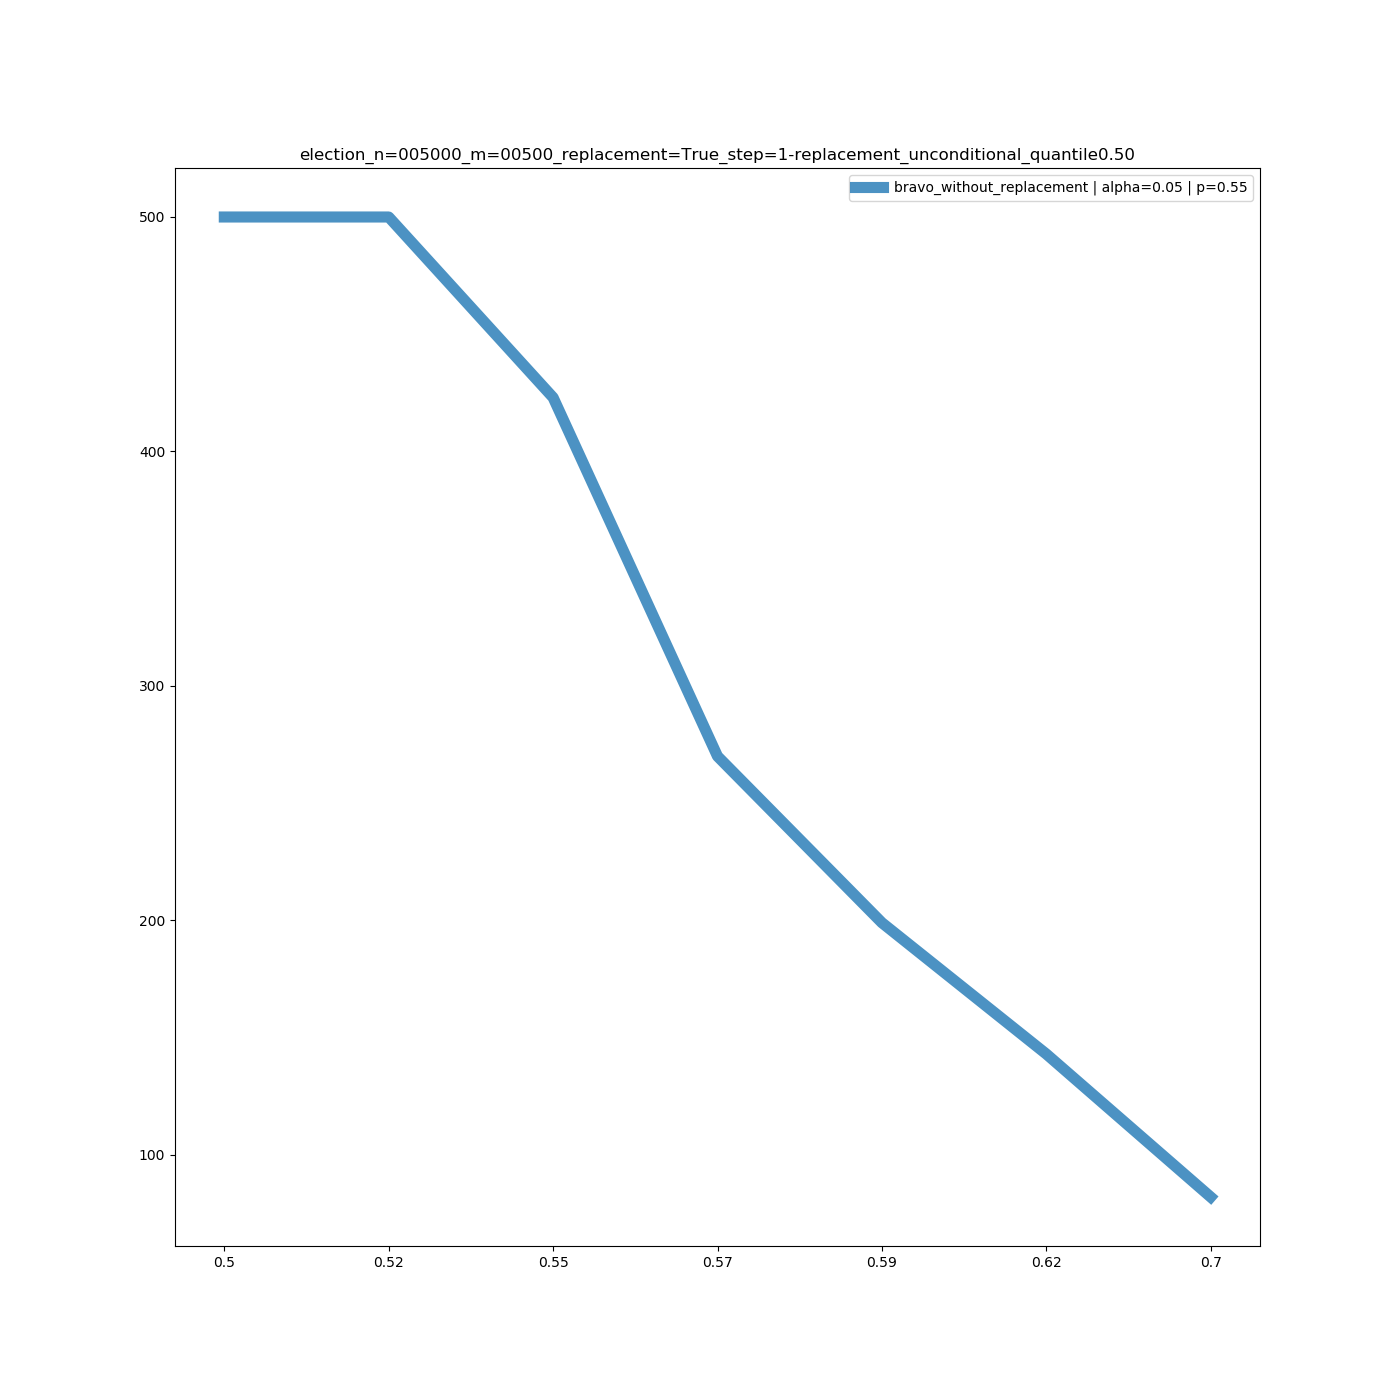 election_n=005000_m=00500_replacement=True_step=1-replacement_unconditional_quantile0.50
bravo_without_replacement | alpha=0.05 | p=0.55
500
400
300
200
100
0.5 0.52 0.55 0.57 0.59 0.62 0.7